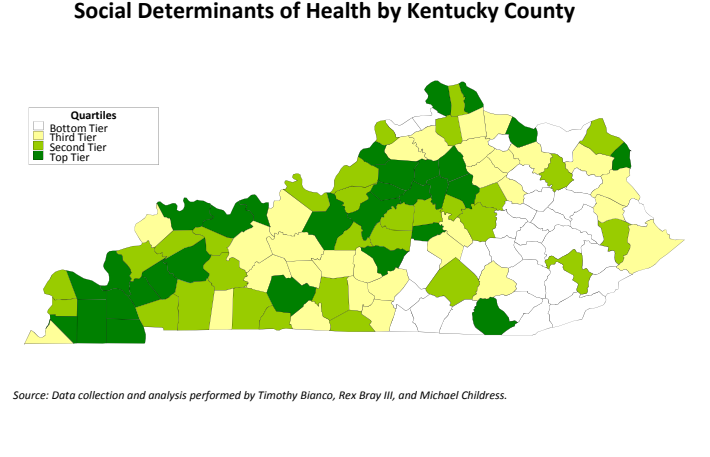 Social Determinants of Health by Kentucky County
Quartiles
Bottom Tier
Third Tier
Second Tier
Top Tier
Source: Data collection and analysis performed by Timothy Bianco, Rex Bray III, and Michael Childress.